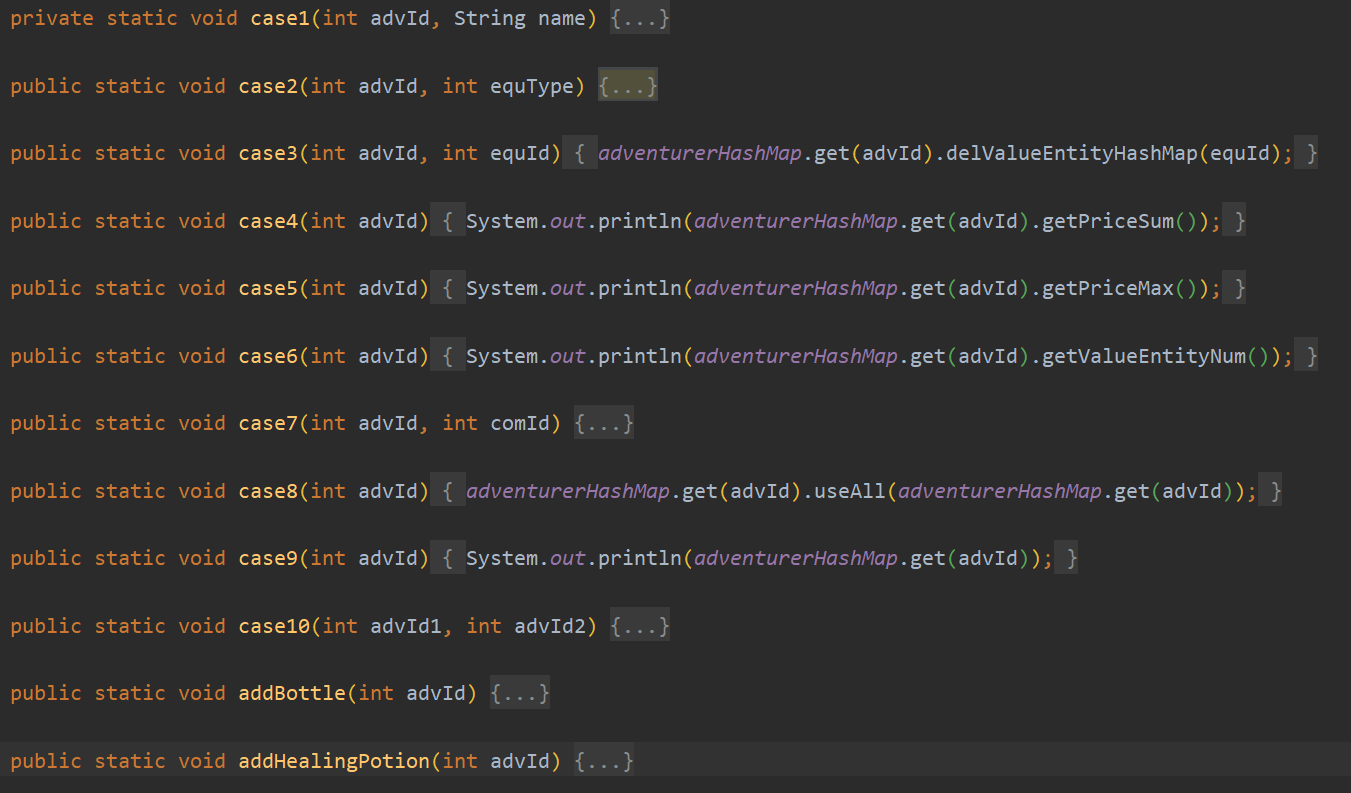 private static void case1(int advId, String name) {...}
public static void case2(int advId, int equType) {...}
public static void case3(int advId, int equId) { adventurerHashMap.get(advId).delValueEntityHashMap(equId); }
public static void case4(int advId) { System.out.println(adventurerHashMap.get(advId).getPriceSum()); }
public static void case5(int advId) { System.out.println(adventurerHashMap.get(advId).getPriceMax()); }
public static void case6(int advId) { System.out.println(adventurerHashMap.get(advId).getValueEntityNum()); }
public static void case7(int advId, int comId) {...}
public static void case8(int advId) { adventurerHashMap.get(advId).useAll(adventurerHashMap.get(advId)); }
public static void case9(int advId) { System.out.println(adventurerHashMap.get(advId)); }
public static void case10(int advId1, int advId2) {...}
public static void addBottle(int advId) {...}
public static void addHealingPotion(int advId) {...}